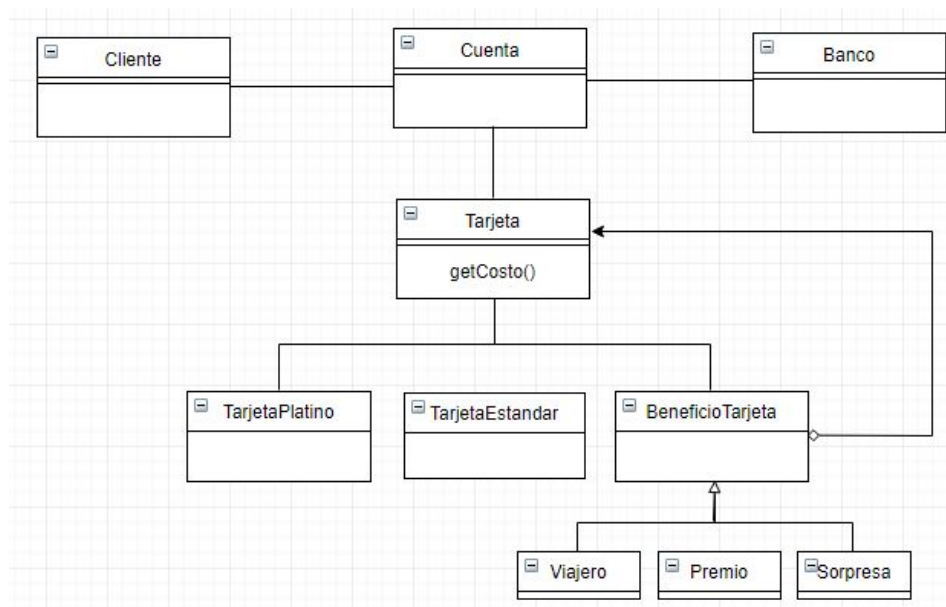 Cliente
Cuenta
Banco
Tarjeta
getCosto()
TarjetaPlatino
TarjetaEstandar
BeneficioTarjeta
Viajero
Premio
Sorpresa